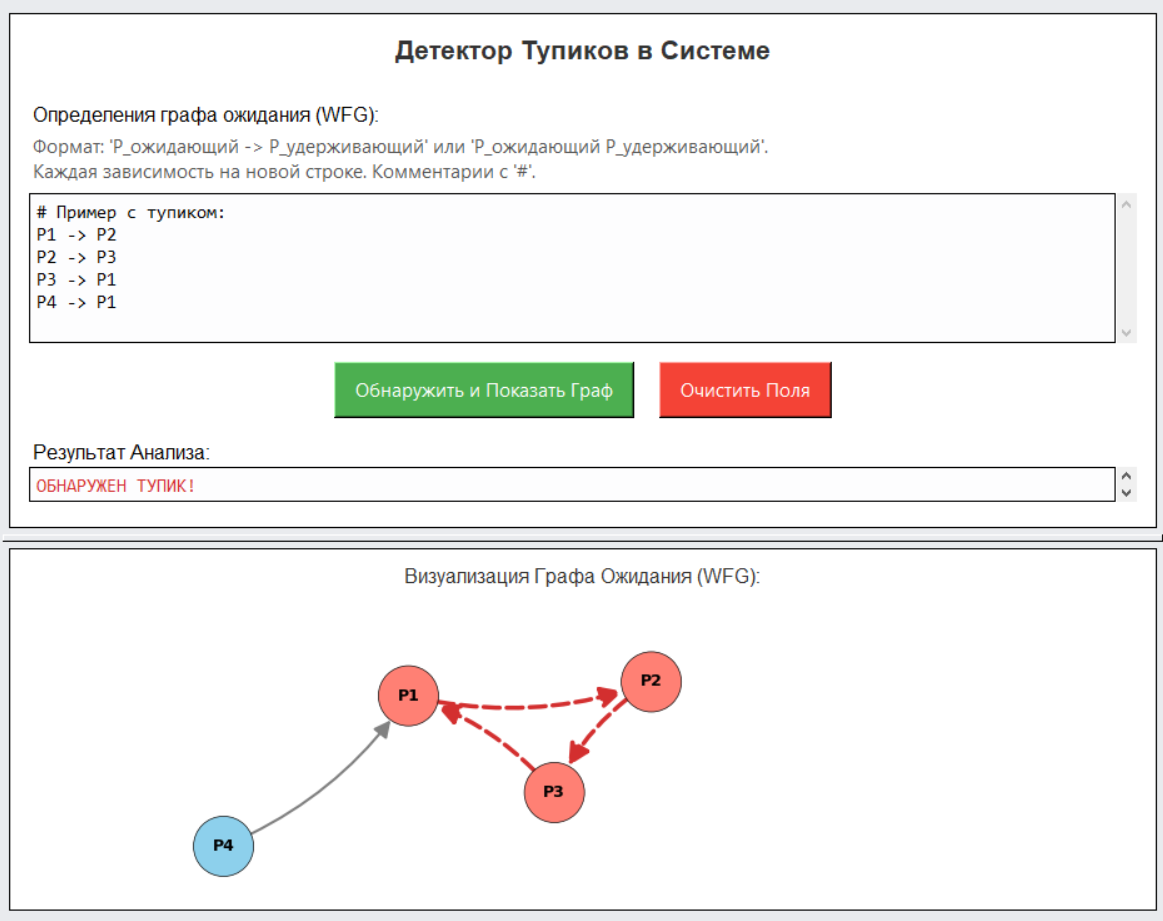 Детектор Тупиков в Системе
Определения графа ожидания (WFG):
Формат: 'P_ожидающий -> P_удерживающий' или 'P_ожидающий P_удерживающий'.
Каждая зависимость на новой строке. Комментарии с '#'.
# Пример с тупиком:
P1 -> P2
P2 -> P3
P3 -> P1
P4 -> P1
Обнаружить и Показать Граф
Очистить Поля
Результат Анализа:
ОБНАРУЖЕН ТУПИК!
Визуализация Графа Ожидания (WFG):
P1
P2
P3
P4